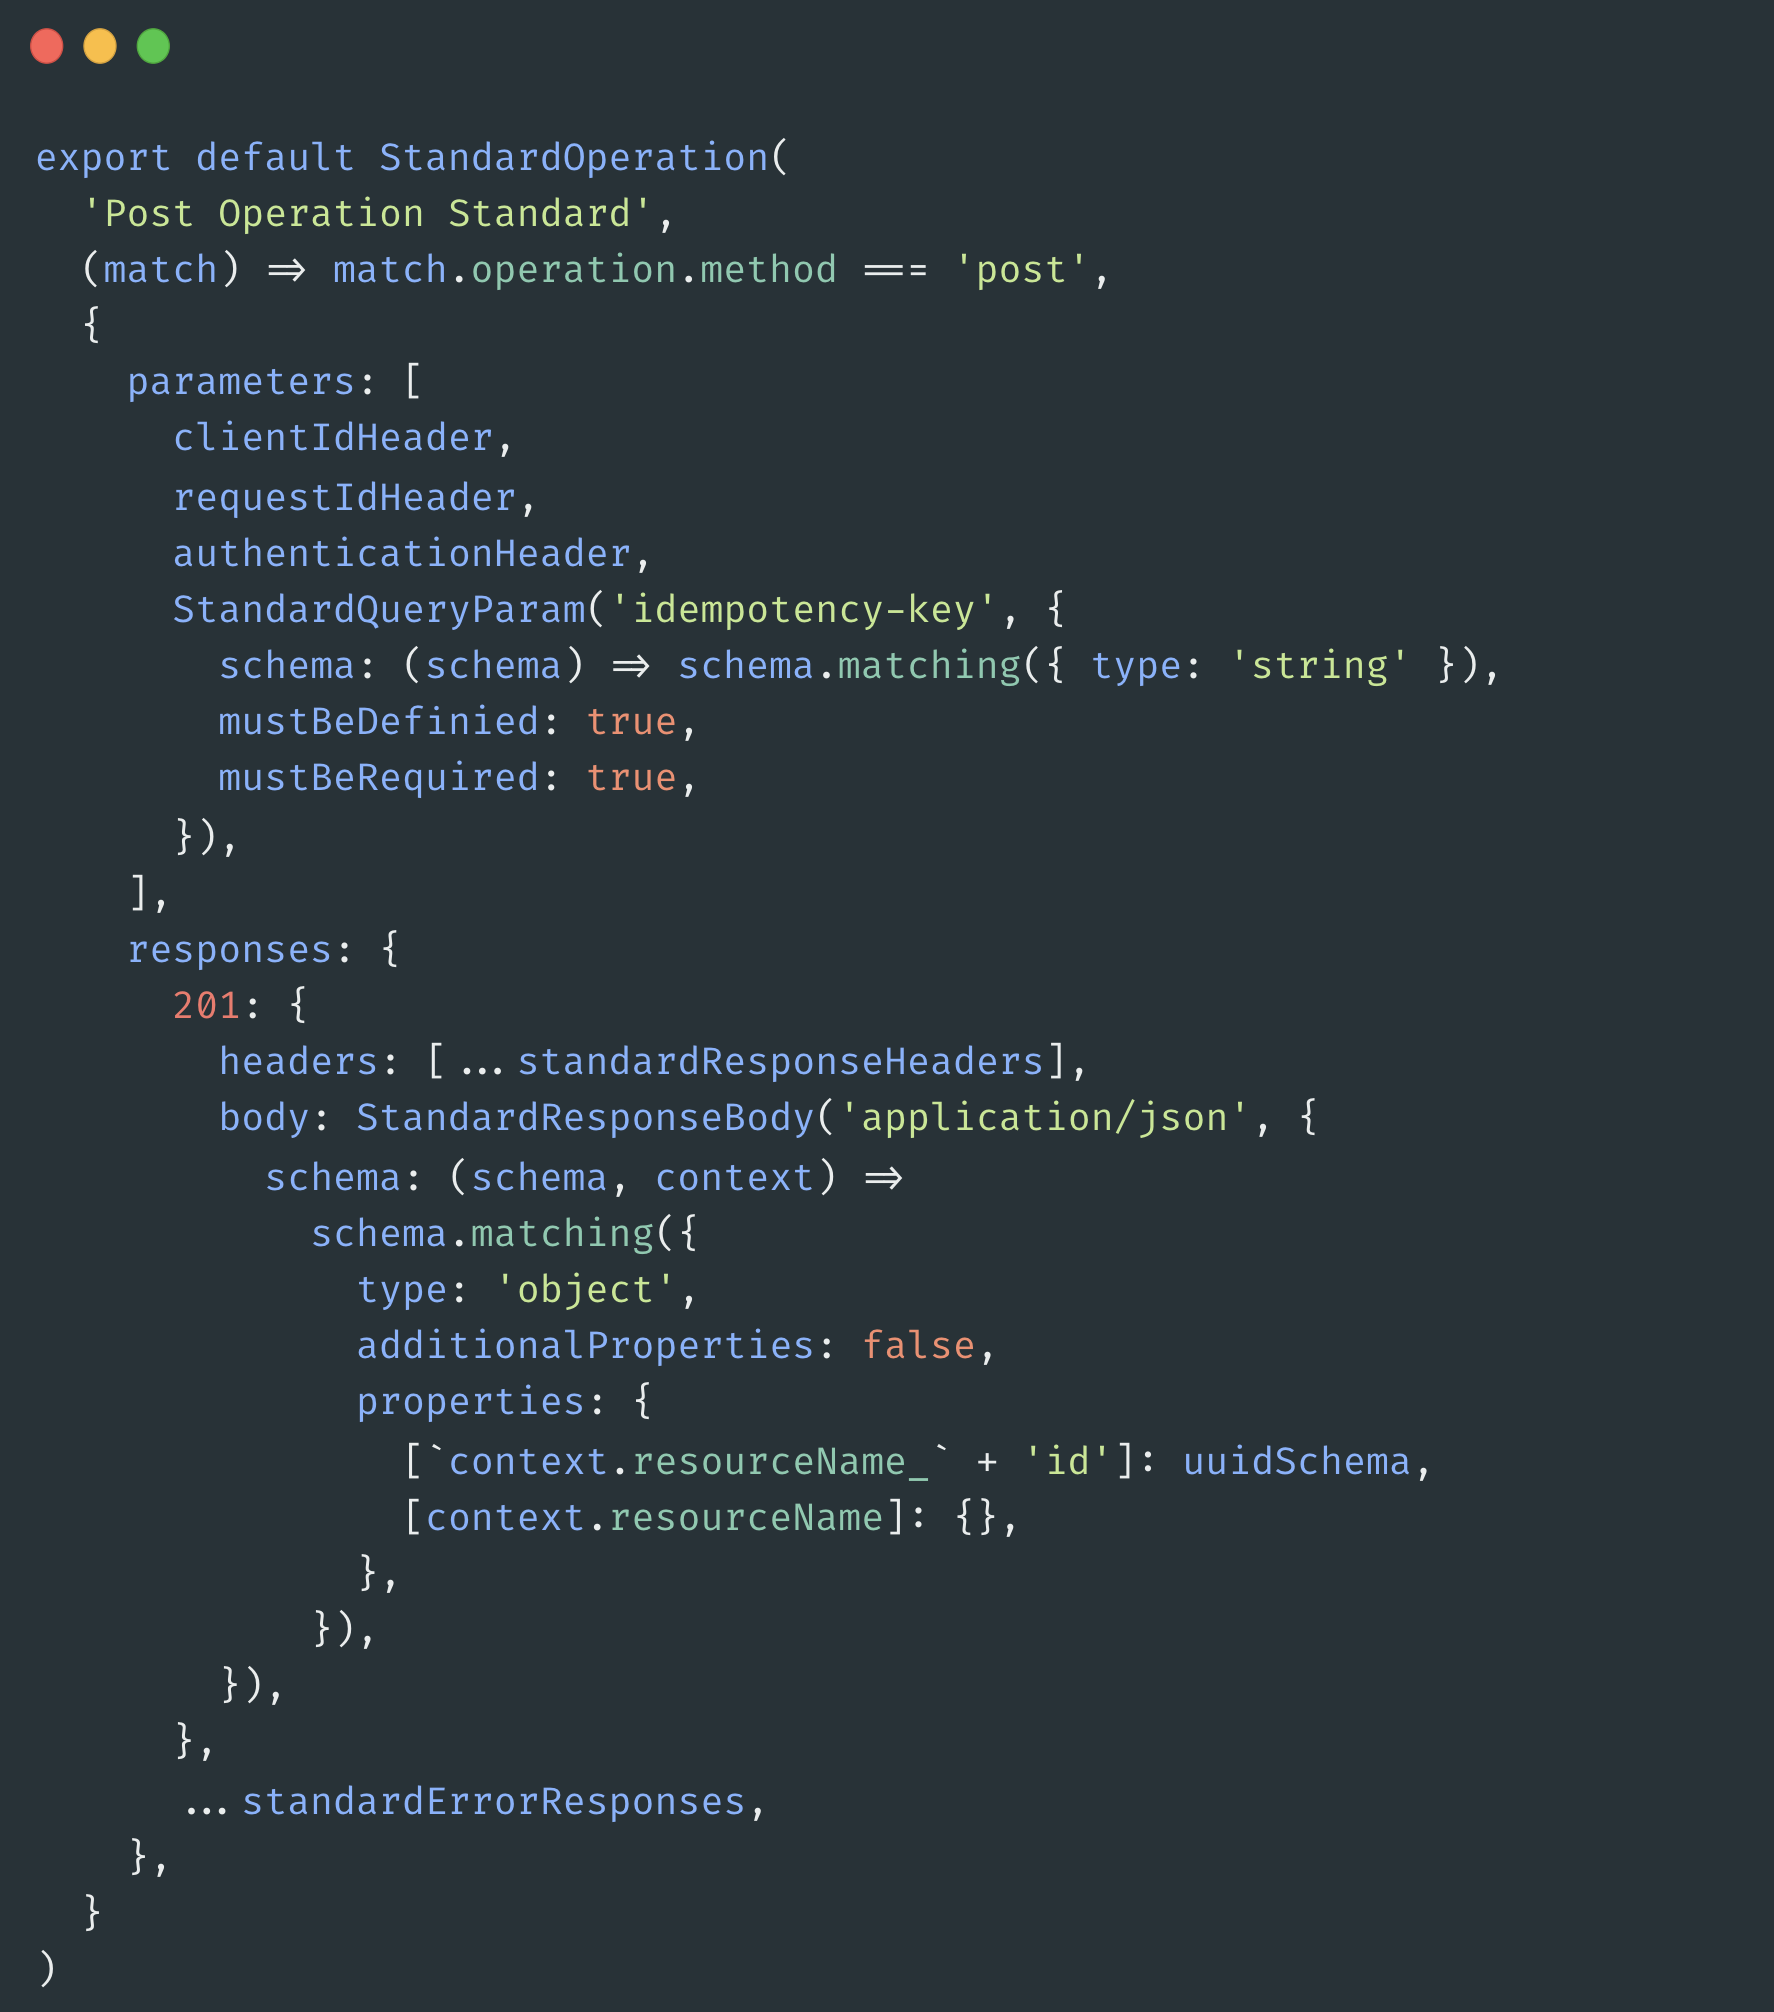 export default StandardOperation(
  'Post Operation Standard',
  (match) => match.operation.method === 'post',
  {
    parameters: [
      clientIdHeader,
      requestIdHeader,
      authenticationHeader,
      StandardQueryParam('idempotency-key', {
        schema: (schema) => schema.matching({ type: 'string' }),
        mustBeDefinied: true,
        mustBeRequired: true,
      }),
    ],
    responses: {
      201: {
        headers: [...standardResponseHeaders],
        body: StandardResponseBody('application/json', {
          schema: (schema, context) =>
            schema.matching({
              type: 'object',
              additionalProperties: false,
              properties: {
                [`context.resourceName_` + 'id']: uuidSchema,
                [context.resourceName]: {},
              },
            }),
        }),
      },
      ...standardErrorResponses,
    },
  }
)